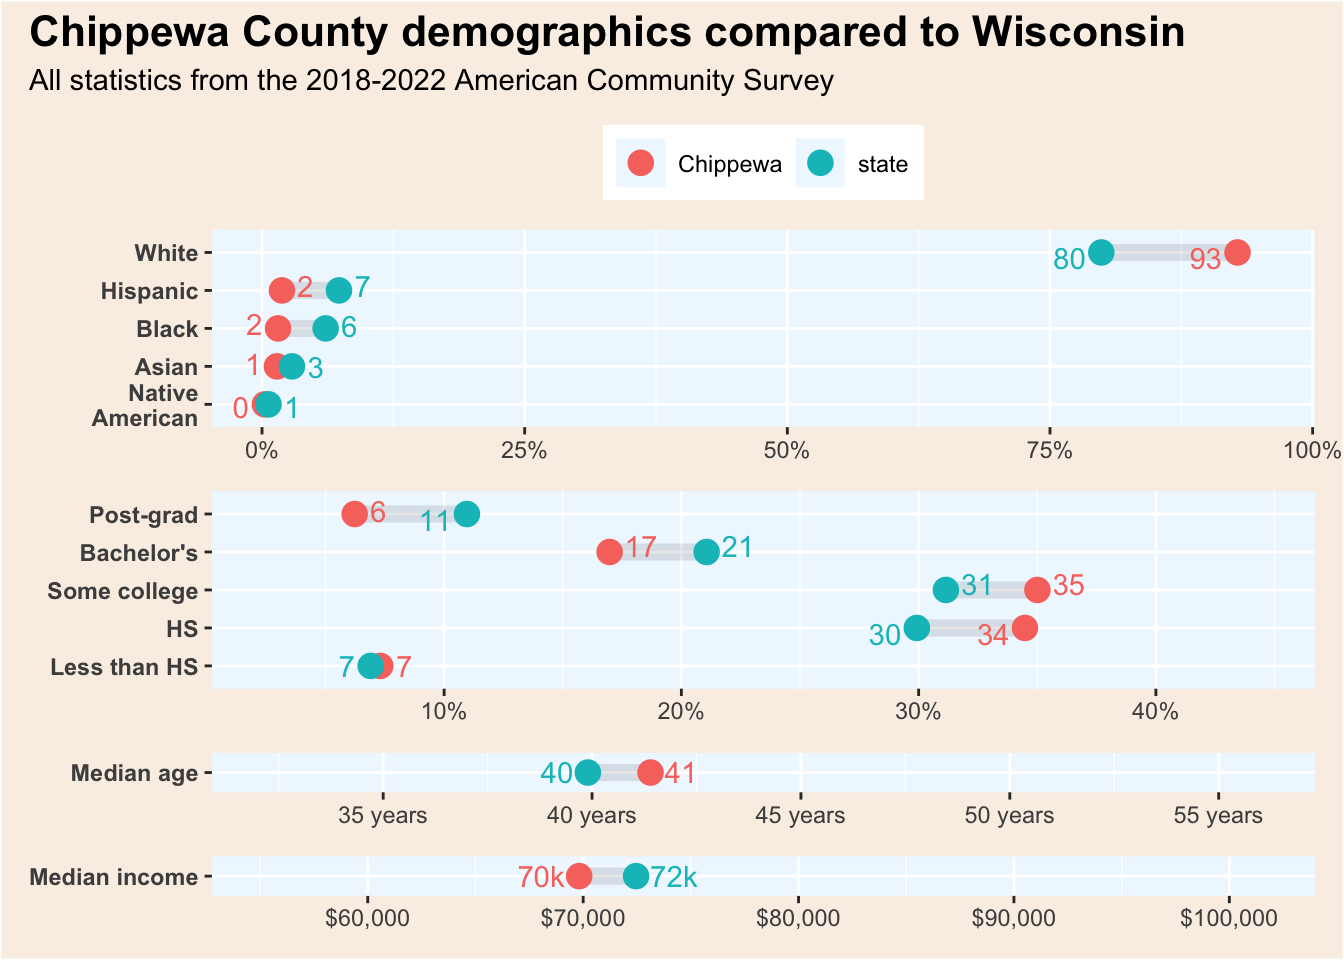 Chippewa County demographics compared to Wisconsin
All statistics from the 2018-2022 American Community Survey
Chippewa state
White 80 93
Hispanic 2 7
Black 2 6
Asian 1 3
Native
American 0 1
0% 25% 50% 75% 100%
Post-grad 6 11
Bachelor's 17 21
Some college 31 35
HS 30 34
Less than HS 7 7
10% 20% 30% 40%
Median age 40 41
35 years 40 years 45 years 50 years 55 years
Median income 70k 72k
$60,000 $70,000 $80,000 $90,000 $100,000